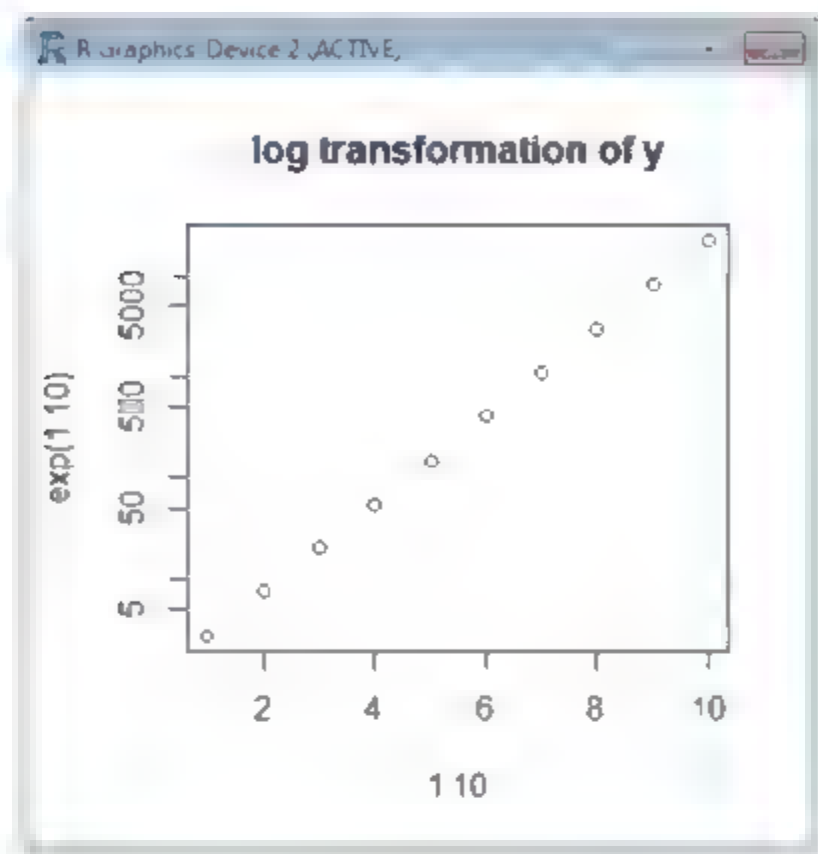 R Graphics Device 2 (ACTIVE)
log transformation of y
exp(1 10)
5000
500
50
5
2 4 6 8 10
1 10